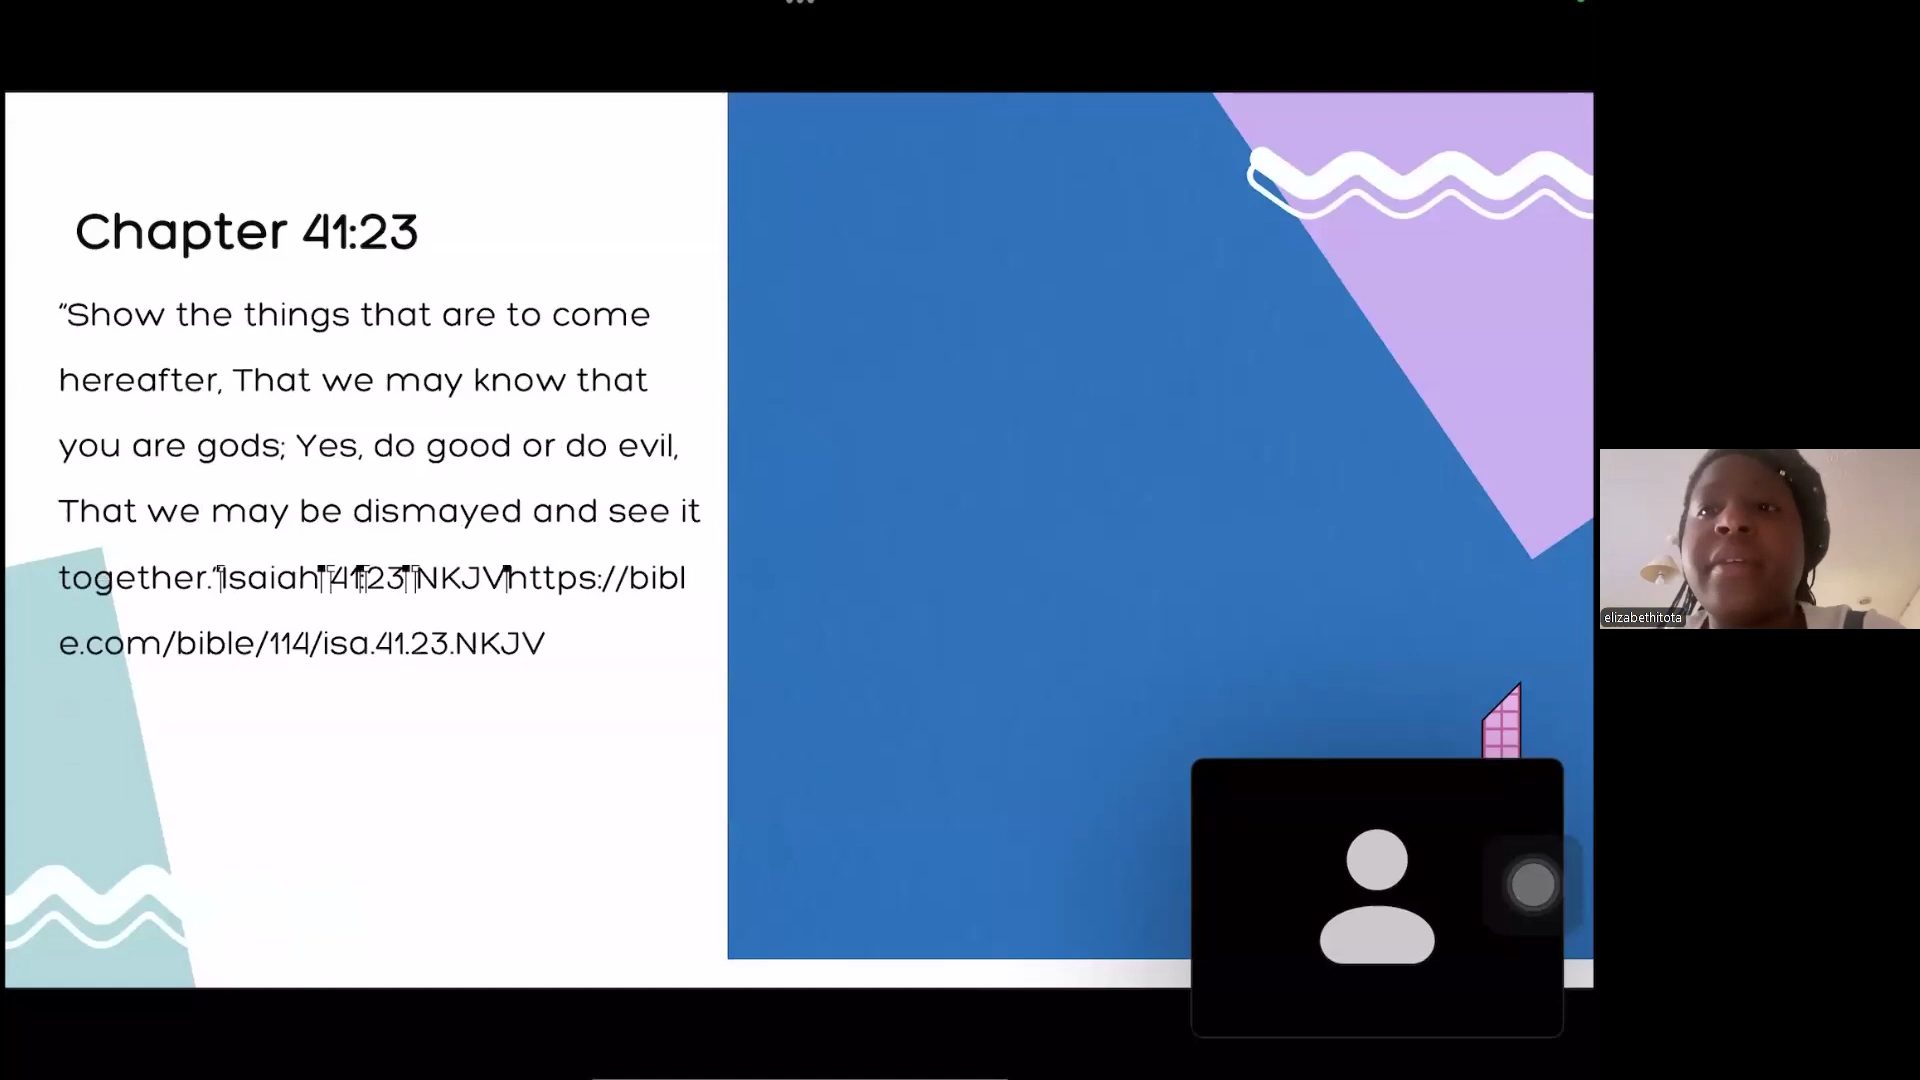 Chapter 41:23
“Show the things that are to come
hereafter, That we may know that
you are gods; Yes, do good or do evil,
That we may be dismayed and see it
together.”Isaiah 41:23 NKJVhttps://bibl
e.com/bible/114/isa.41.23.NKJV
elizabethitota